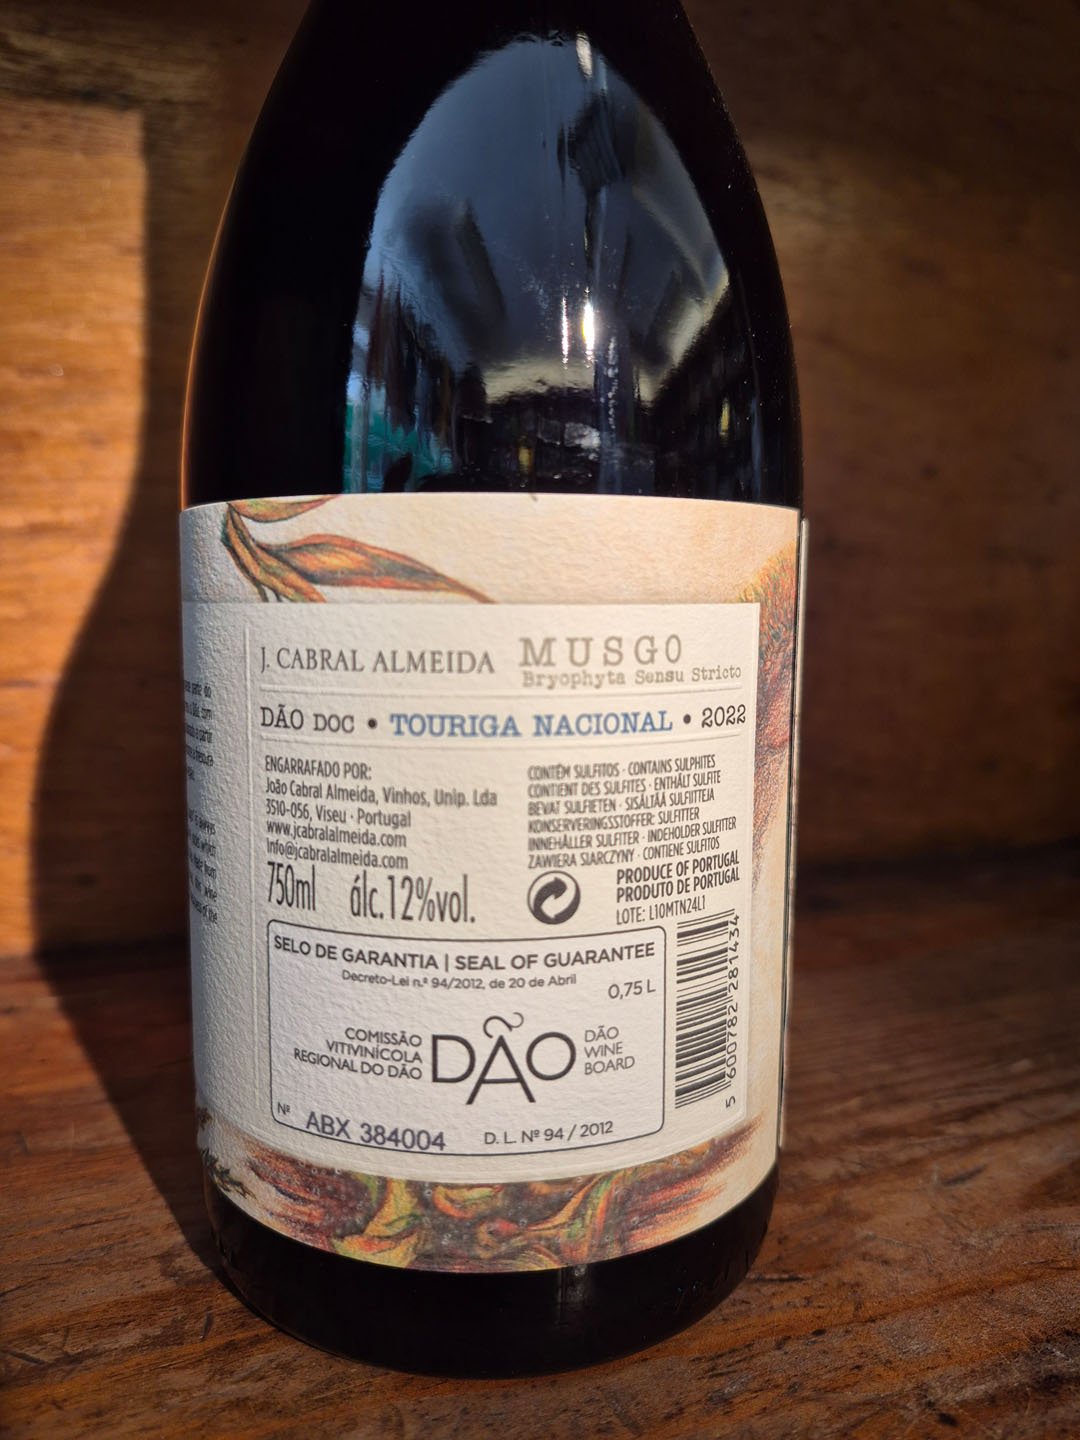 J. CABRAL ALMEIDA MUSGO
Bryophyta Sensu Stricto
DÃO DOC • TOURIGA NACIONAL • 2022
ENGARRAFADO POR:
João Cabral Almeida, Vinhos, Unip. Lda
3510-056, Viseu · Portugal
www.jcabralalmeida.com
info@jcabralalmeida.com
750ml álc.12%vol.
CONTÉM SULFITOS · CONTAINS SULPHITES
CONTIENT DES SULFITES · ENTHÄLT SULFITE
BEVAT SULFIETEN · SISÄLTÄÄ SULFIITTEJA
KONSERVERINGSSTOFFER: SULFITTER
INNEHÅLLER SULFITER · INDEHOLDER SULFITTER
ZAWIERA SIARCZYNY · CONTIENE SULFITOS
PRODUCE OF PORTUGAL
PRODUTO DE PORTUGAL
LOTE: L10MTN24L1
SELO DE GARANTIA | SEAL OF GUARANTEE
Decreto-Lei n.º 94/2012, de 20 de Abril
0,75 L
COMISSÃO
VITIVINÍCOLA
REGIONAL DO DÃO
DÃO
DÃO
WINE
BOARD
Nº ABX 384004 D. L. Nº 94 / 2012
5 600782 281434